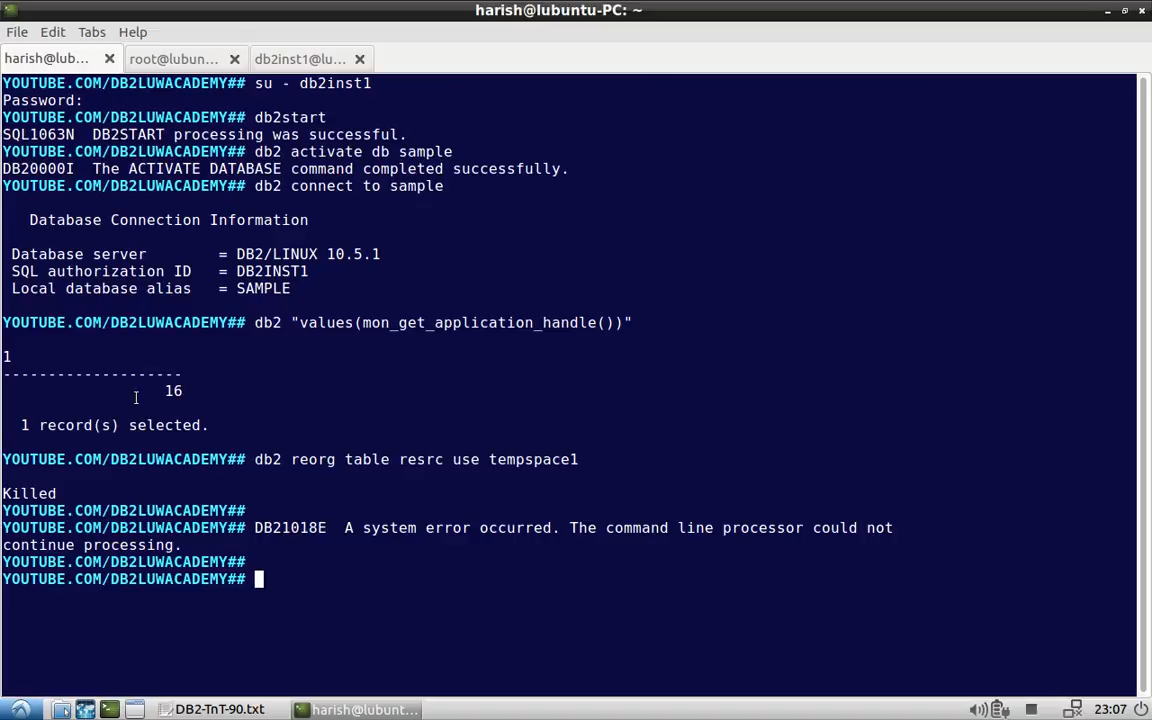 harish@lubuntu-PC: ~
File Edit Tabs Help
harish@lub... root@lubun... db2inst1@lu...
YOUTUBE.COM/DB2LUWACADEMY## su - db2inst1
Password:
YOUTUBE.COM/DB2LUWACADEMY## db2start
SQL1063N  DB2START processing was successful.
YOUTUBE.COM/DB2LUWACADEMY## db2 activate db sample
DB20000I  The ACTIVATE DATABASE command completed successfully.
YOUTUBE.COM/DB2LUWACADEMY## db2 connect to sample
Database Connection Information
Database server        = DB2/LINUX 10.5.1
SQL authorization ID   = DB2INST1
Local database alias   = SAMPLE
YOUTUBE.COM/DB2LUWACADEMY## db2 "values(mon_get_application_handle())"
1
--------------------
16
1 record(s) selected.
YOUTUBE.COM/DB2LUWACADEMY## db2 reorg table resrc use tempspace1
Killed
YOUTUBE.COM/DB2LUWACADEMY##
YOUTUBE.COM/DB2LUWACADEMY## DB21018E  A system error occurred. The command line processor could not
continue processing.
YOUTUBE.COM/DB2LUWACADEMY##
YOUTUBE.COM/DB2LUWACADEMY##
DB2-TnT-90.txt harish@lubunt... 23:07